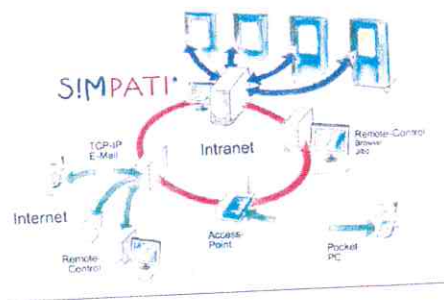 S!MPATI*
TCP-IP
E-Mail
Intranet
Remote-Control
Browser
Internet
Access-
Point
Remote
Control
Pocket
PC